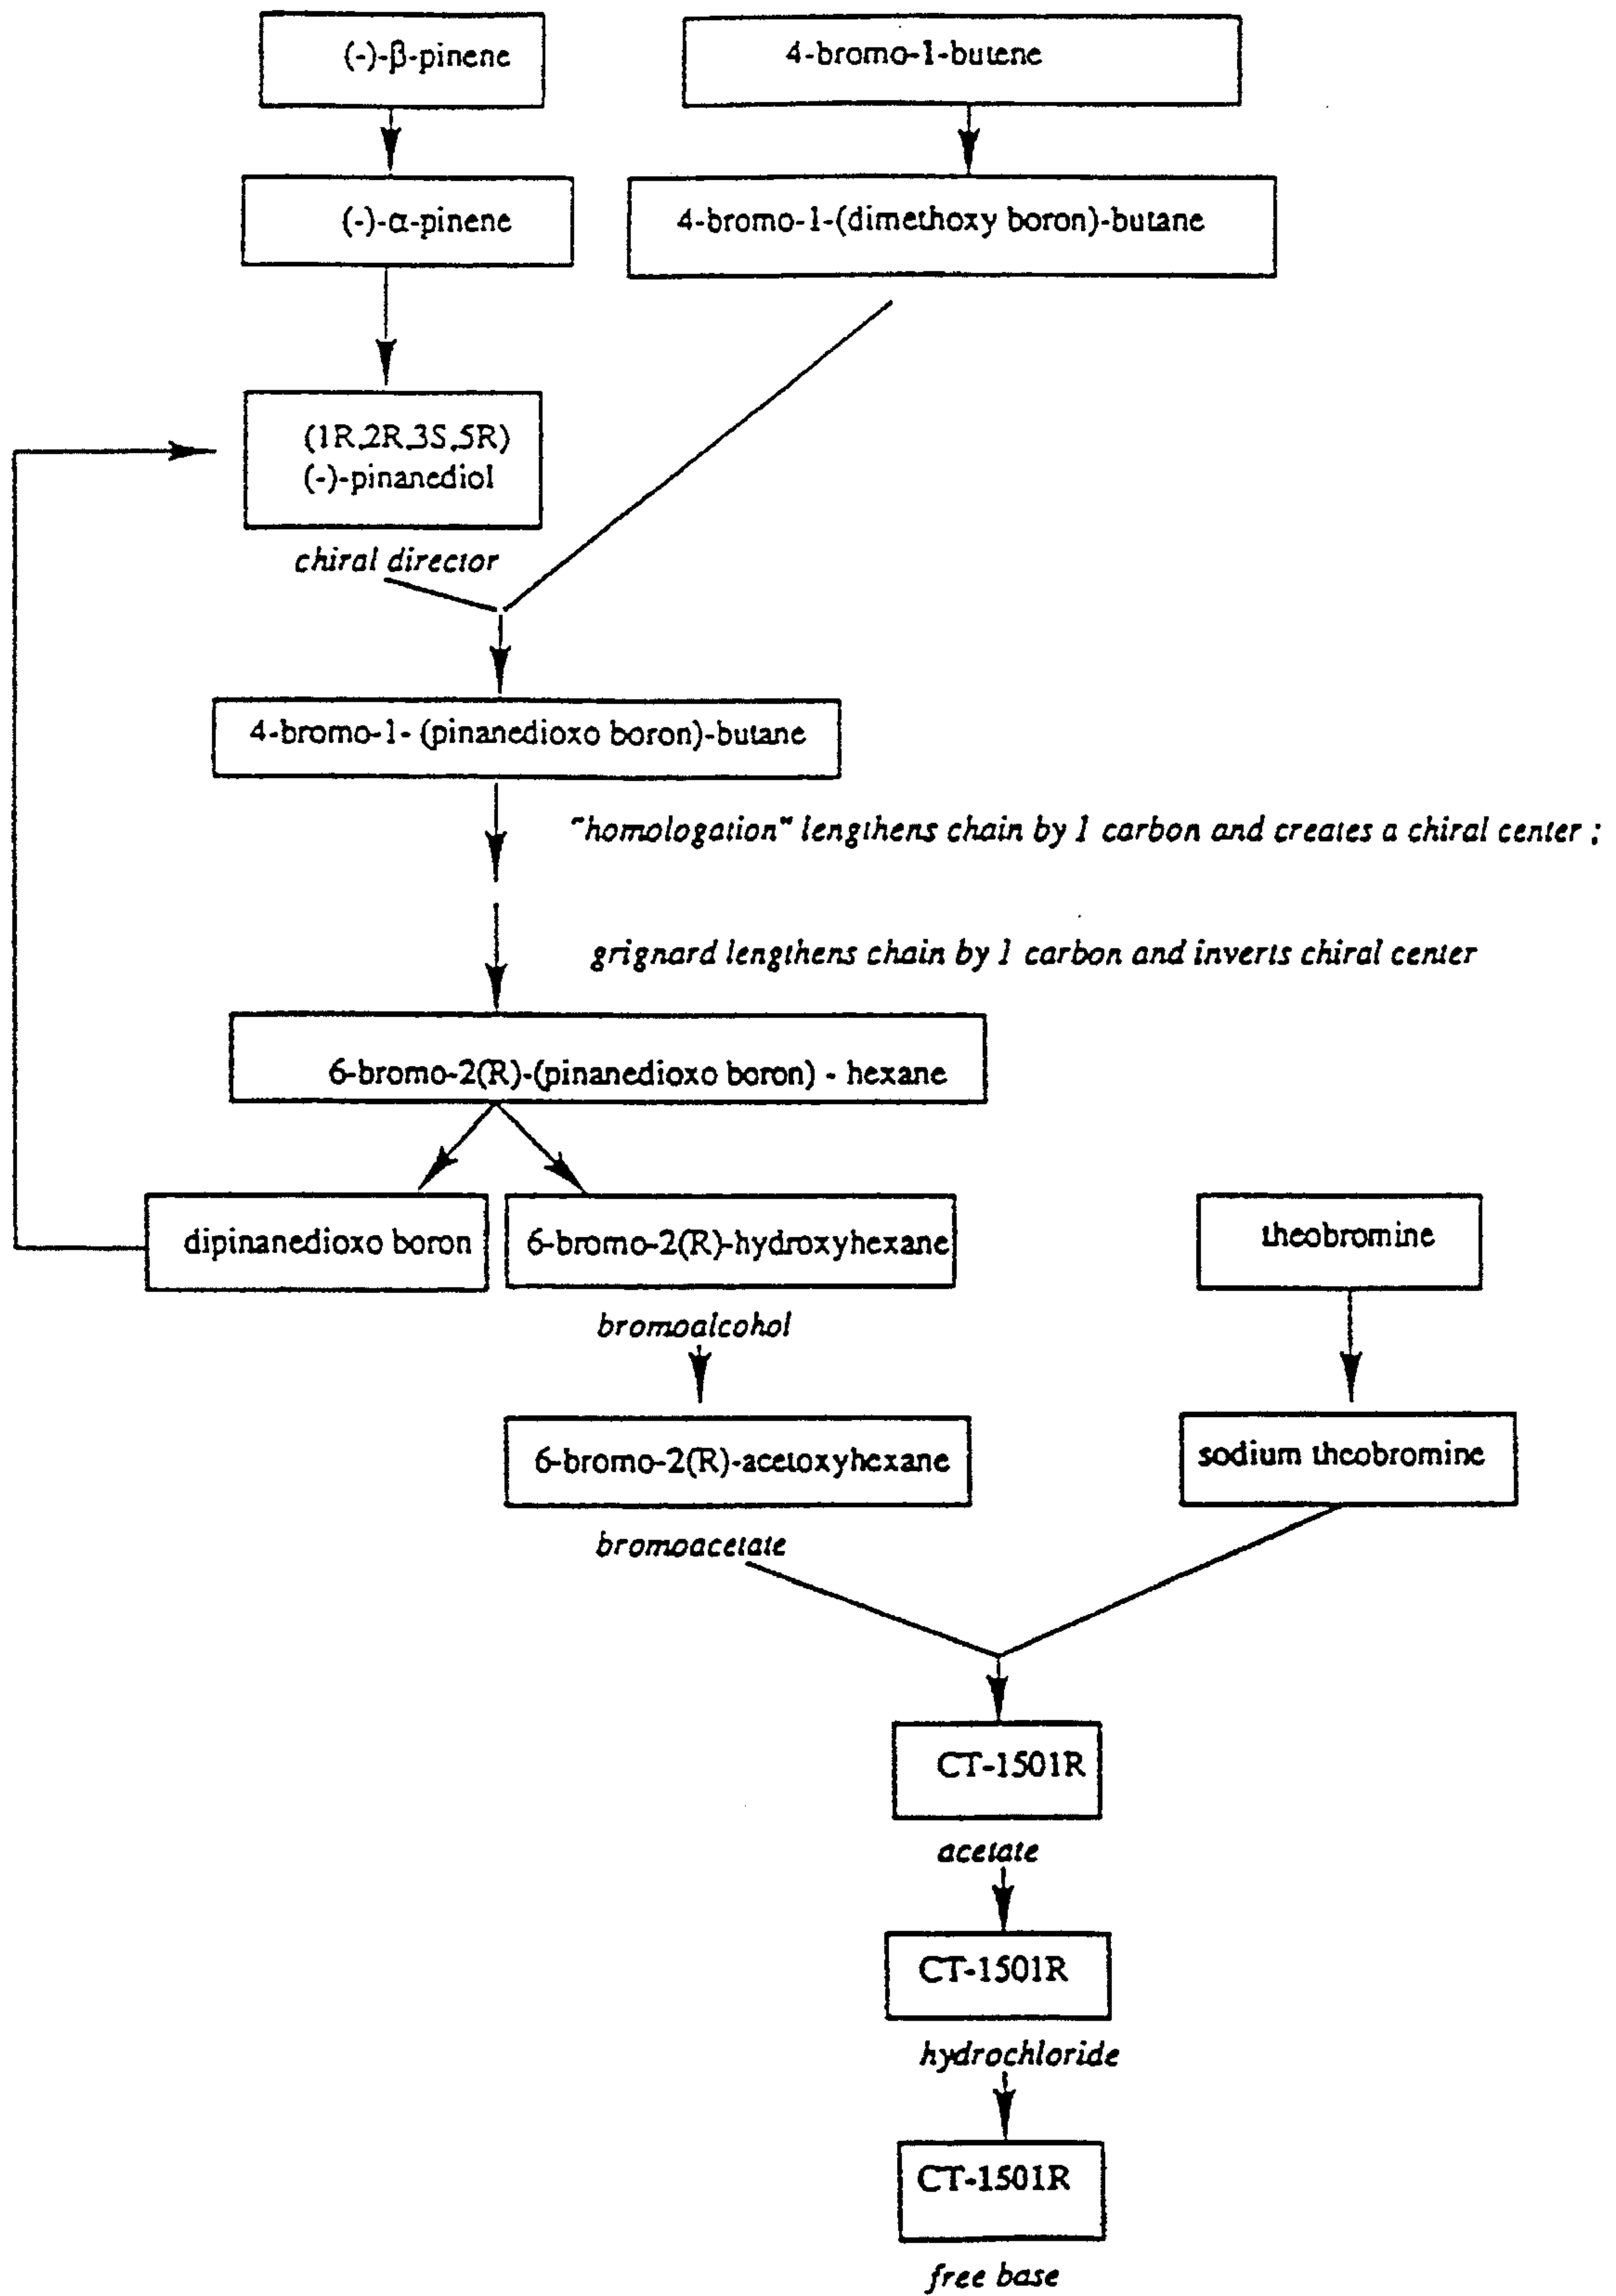 (-)-β-pinene
4-bromo-1-butene
(-)-α-pinene
4-bromo-1-(dimethoxy boron)-butane
(1R,2R,3S,5R)
(-)-pinanediol
chiral director
4-bromo-1- (pinanedioxo boron)-butane
"homologation" lengthens chain by 1 carbon and creates a chiral center ;
grignard lengthens chain by 1 carbon and inverts chiral center
6-bromo-2(R)-(pinanedioxo boron) - hexane
dipinanedioxo boron
6-bromo-2(R)-hydroxyhexane
theobromine
bromoalcohol
6-bromo-2(R)-acetoxyhexane
sodium theobromine
bromoacetate
CT-1501R
acetate
CT-1501R
hydrochloride
CT-1501R
free base